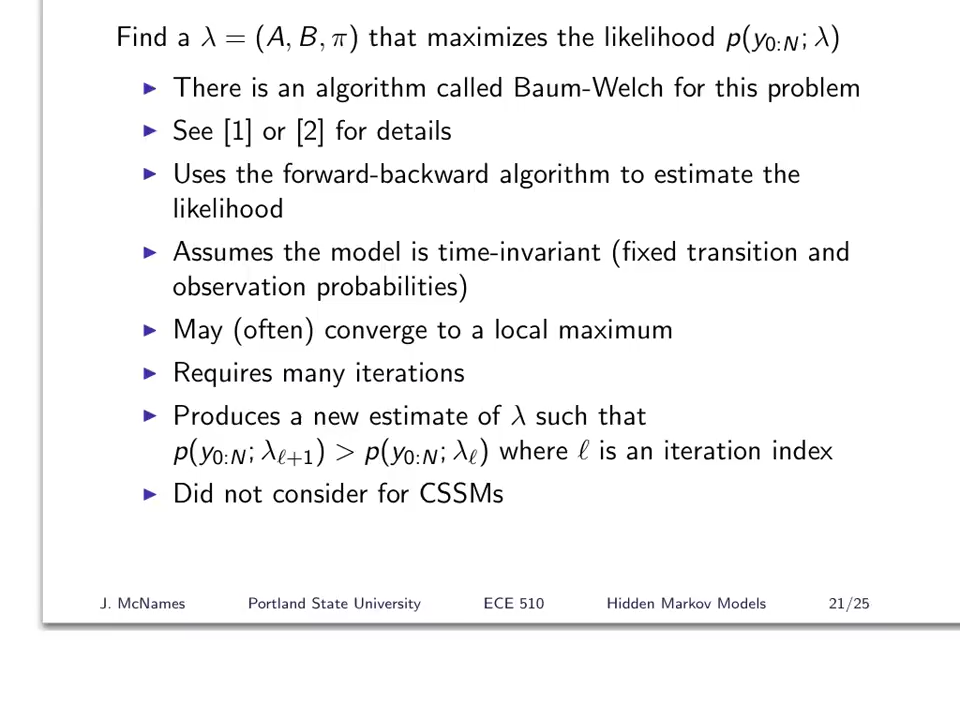 Find a λ = (A, B, π) that maximizes the likelihood p(y0:N; λ)
▶ There is an algorithm called Baum-Welch for this problem
▶ See [1] or [2] for details
▶ Uses the forward-backward algorithm to estimate the
likelihood
▶ Assumes the model is time-invariant (fixed transition and
observation probabilities)
▶ May (often) converge to a local maximum
▶ Requires many iterations
▶ Produces a new estimate of λ such that
p(y0:N; λℓ+1) > p(y0:N; λℓ) where ℓ is an iteration index
▶ Did not consider for CSSMs
J. McNames Portland State University ECE 510 Hidden Markov Models 21/25